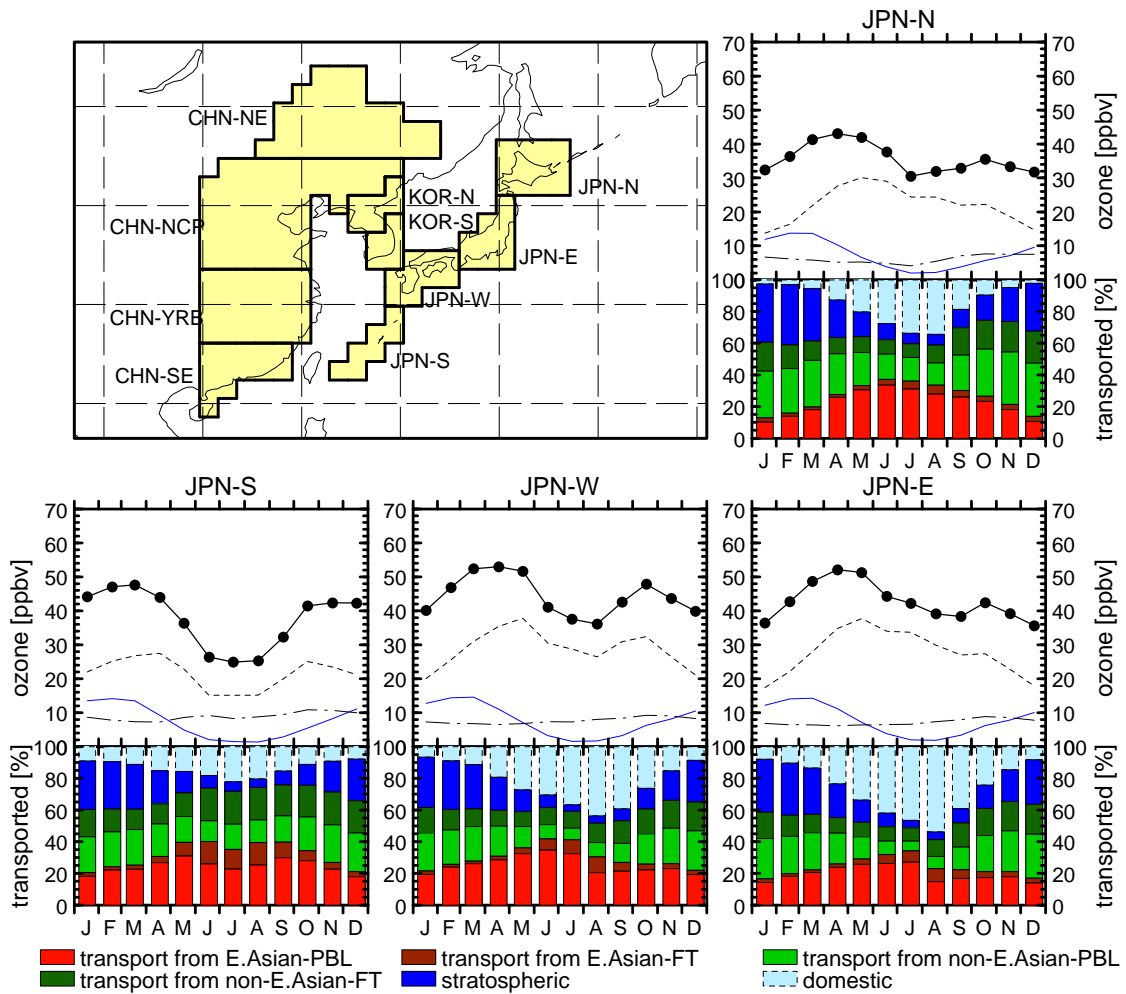 JPN-N
CHN-NE
CHN-NCP
CHN-YRB
CHN-SE
KOR-N
KOR-S
JPN-N
JPN-E
JPN-W
JPN-S
70 70
60 60
50 50
40 40
30 30
20 20
10 10
ozone [ppbv]
100 100
80 80
60 60
40 40
20 20
0 0
transported [%]
J F M A M J J A S O N D
JPN-S JPN-W JPN-E
70 70 70 70
60 60 60 60
50 50 50 50
40 40 40 40
30 30 30 30
20 20 20 20
10 10 10 10
ozone [ppbv] ozone [ppbv]
100 100 100 100
80 80 80 80
60 60 60 60
40 40 40 40
20 20 20 20
0 0 0 0
transported [%] transported [%]
J F M A M J J A S O N D J F M A M J J A S O N D J F M A M J J A S O N D
transport from E.Asian-PBL transport from E.Asian-FT transport from non-E.Asian-PBL
transport from non-E.Asian-FT stratospheric domestic